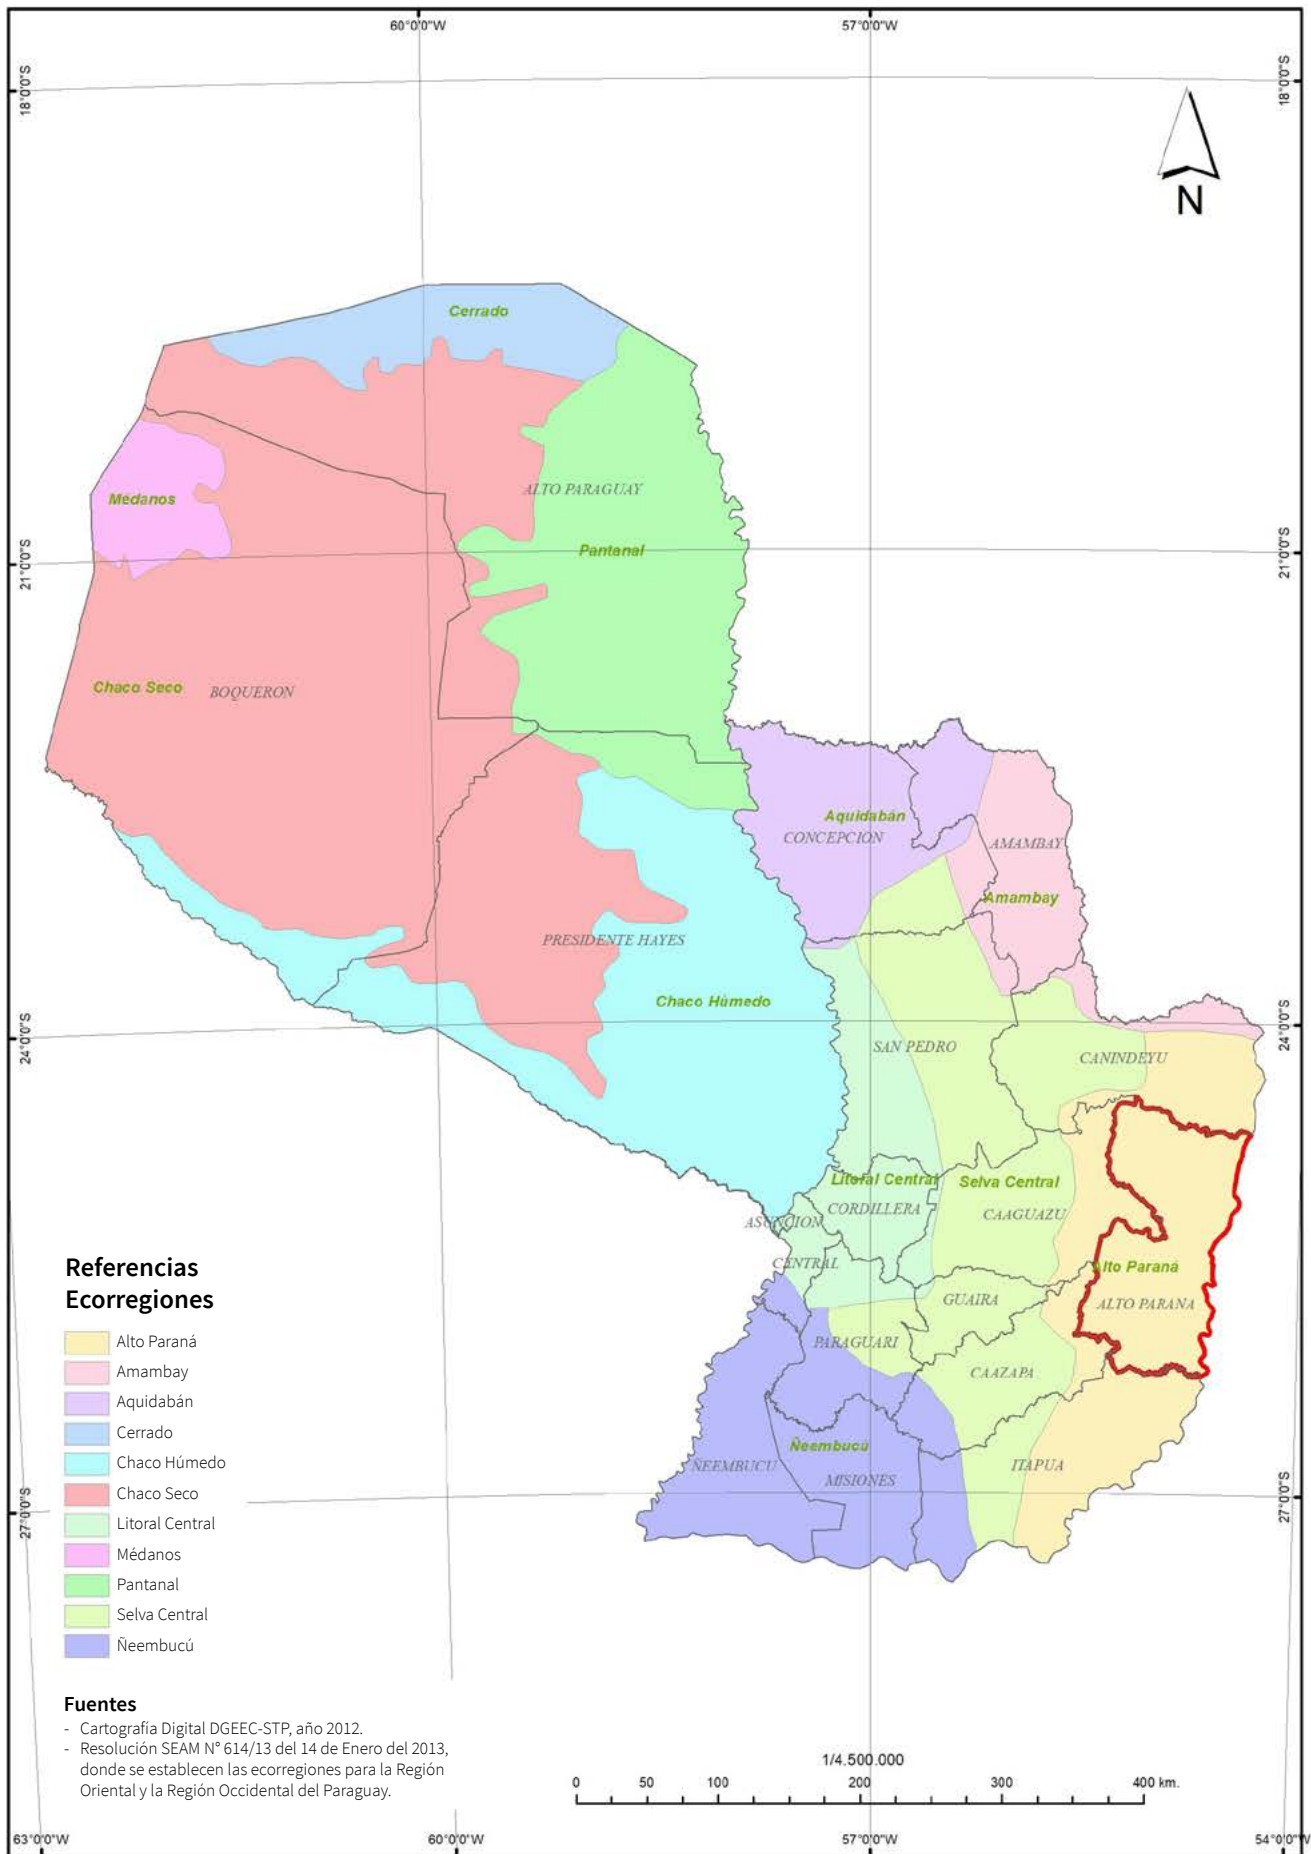 60°0'0"W
57°0'0"W
18°0'0"S
18°0'0"S
N
Cerrado
Médanos
ALTO PARAGUAY
Pantanal
21°0'0"S
21°0'0"S
Chaco Seco
BOQUERON
Aquidabán
CONCEPCION
AMAMBAY
Amambay
PRESIDENTE HAYES
Chaco Húmedo
24°0'0"S
24°0'0"S
SAN PEDRO
CANINDEYU
Litoral Central
Selva Central
CORDILLERA
CAAGUAZU
ASUNCION
CENTRAL
Alto Paraná
GUAIRA
ALTO PARANA
PARAGUARI
CAAZAPA
Ñeembucú
ÑEEMBUCU
MISIONES
ITAPUA
27°0'0"S
27°0'0"S
Referencias
Ecorregiones
Alto Paraná
Amambay
Aquidabán
Cerrado
Chaco Húmedo
Chaco Seco
Litoral Central
Médanos
Pantanal
Selva Central
Ñeembucú
Fuentes
- Cartografía Digital DGEEC-STP, año 2012.
- Resolución SEAM N° 614/13 del 14 de Enero del 2013,
donde se establecen las ecorregiones para la Región
Oriental y la Región Occidental del Paraguay.
1/4.500.000
0 50 100 200 300 400 km.
63°0'0"W
60°0'0"W
57°0'0"W
54°0'0"W